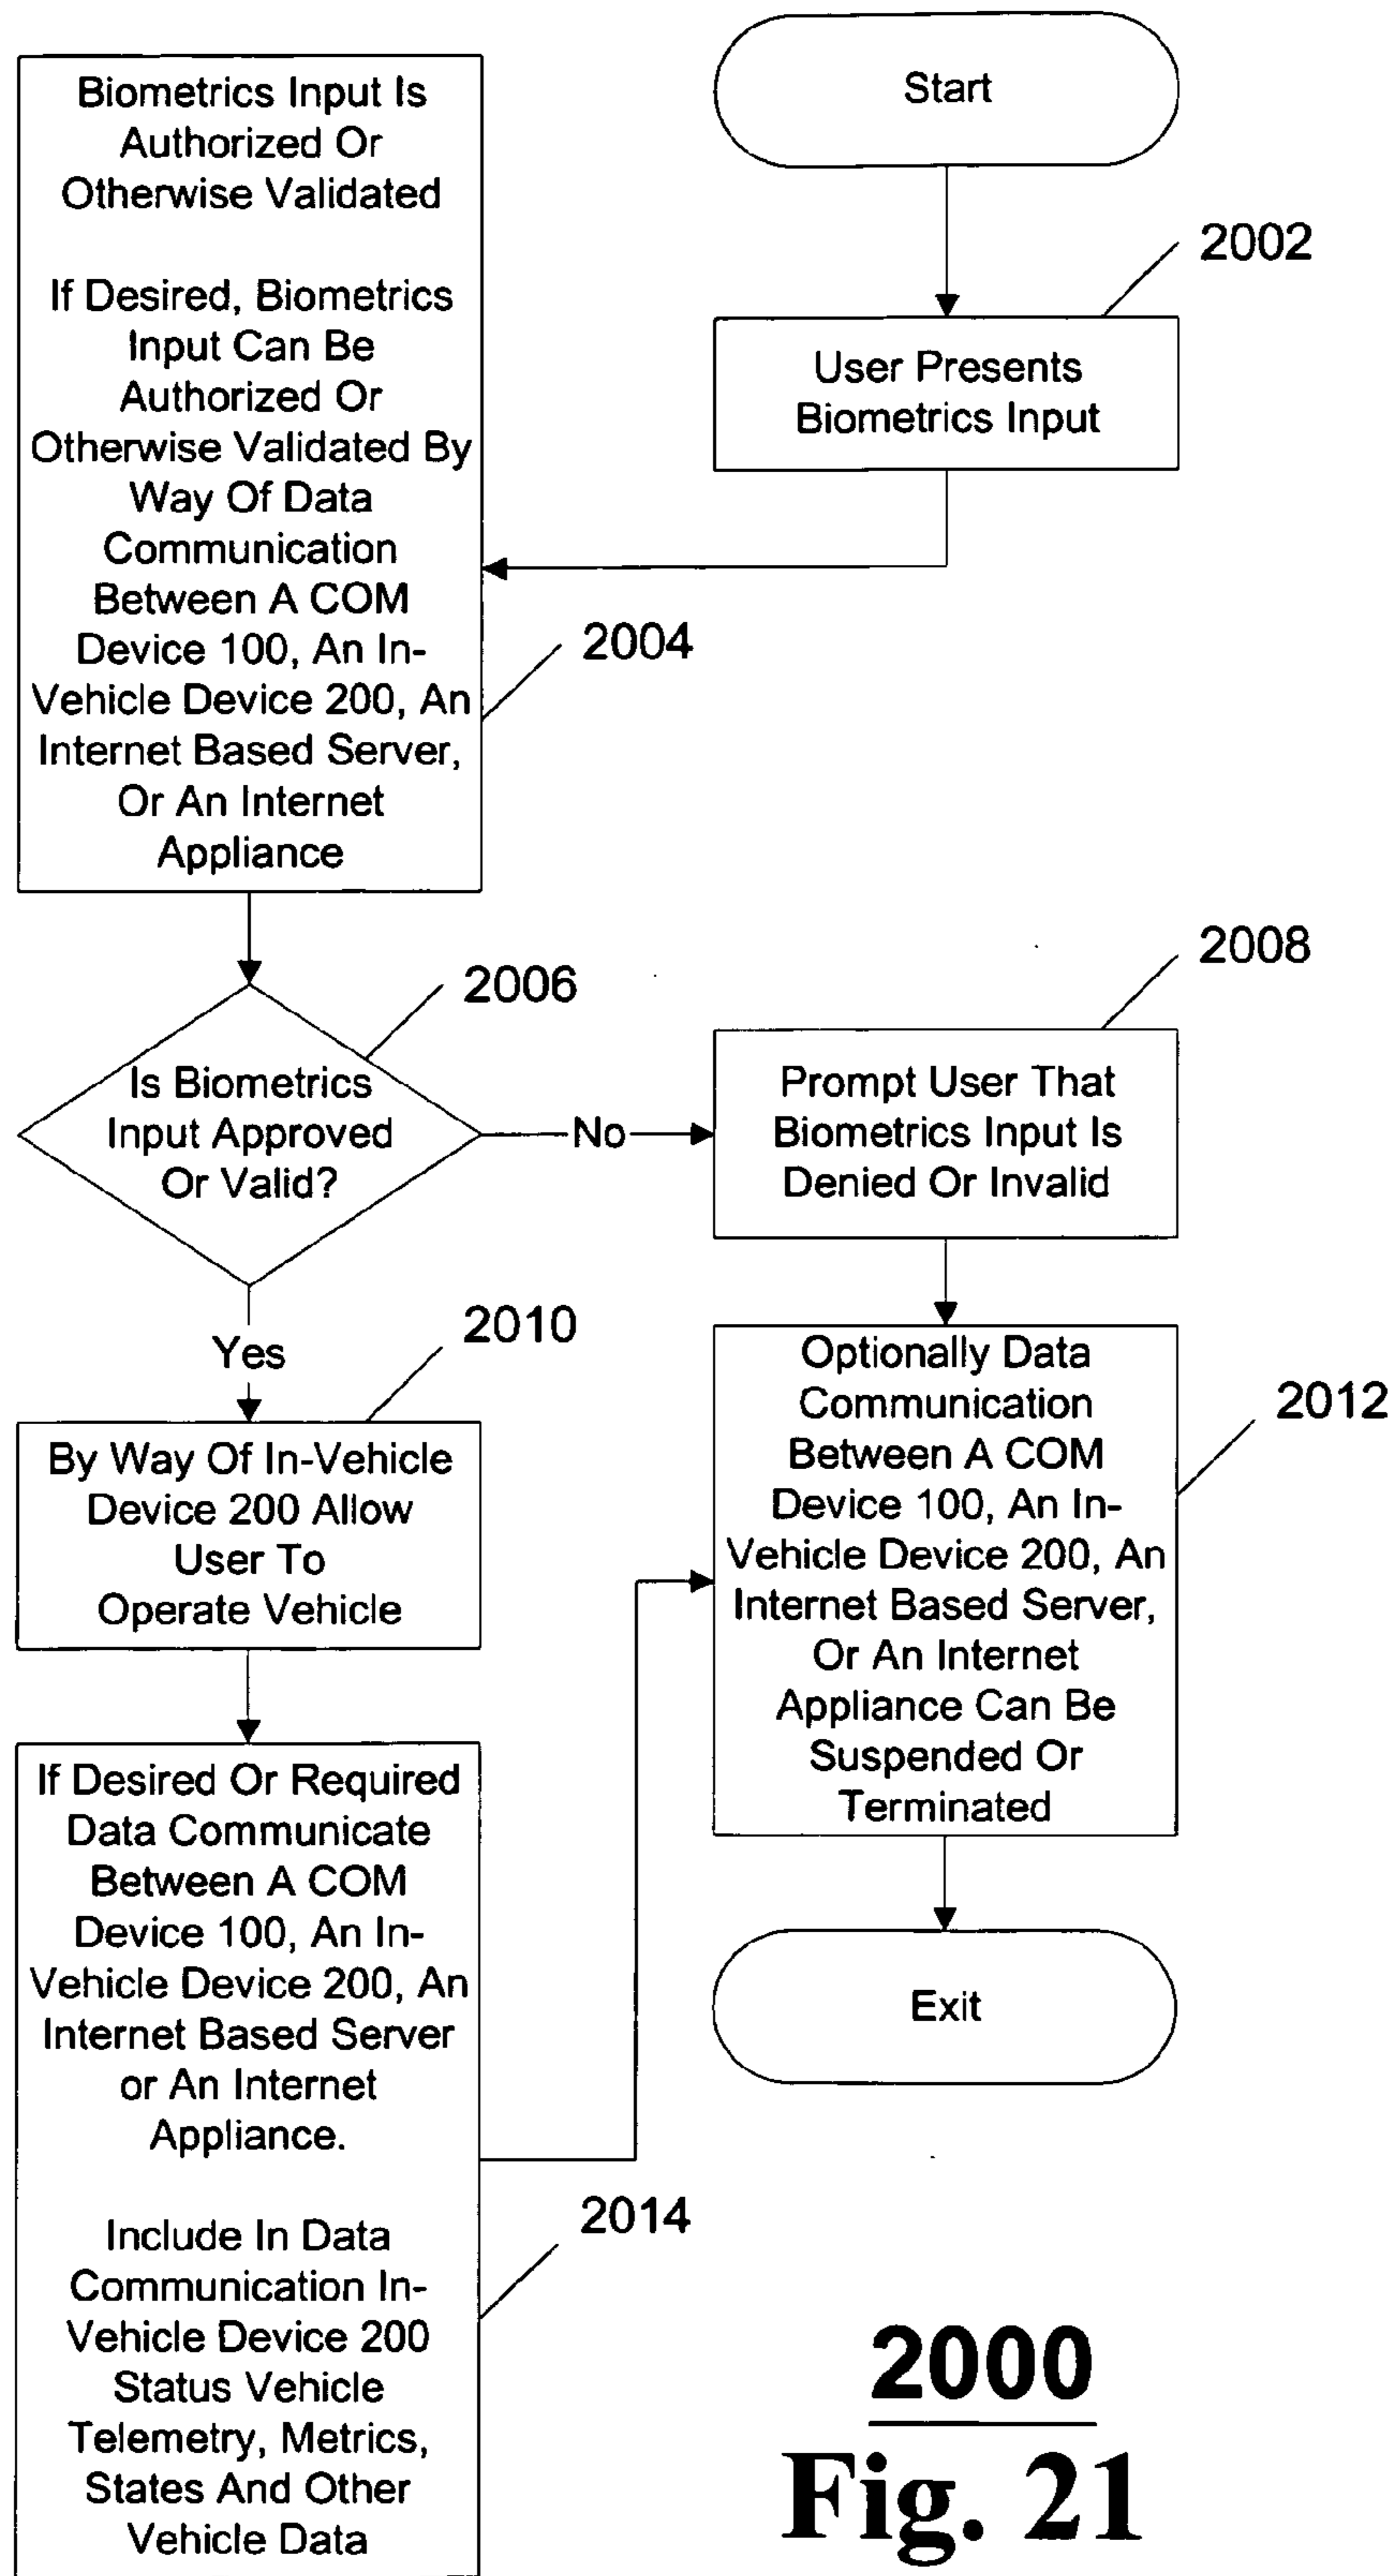 Start
2002
User Presents
Biometrics Input
Biometrics Input Is
Authorized Or
Otherwise Validated
If Desired, Biometrics
Input Can Be
Authorized Or
Otherwise Validated By
Way Of Data
Communication
Between A COM
Device 100, An In-
Vehicle Device 200, An
Internet Based Server,
Or An Internet
Appliance
2004
2006
Is Biometrics
Input Approved
Or Valid?
No
2008
Prompt User That
Biometrics Input Is
Denied Or Invalid
Yes
2010
By Way Of In-Vehicle
Device 200 Allow
User To
Operate Vehicle
Optionally Data
Communication
Between A COM
Device 100, An In-
Vehicle Device 200, An
Internet Based Server,
Or An Internet
Appliance Can Be
Suspended Or
Terminated
2012
If Desired Or Required
Data Communicate
Between A COM
Device 100, An In-
Vehicle Device 200, An
Internet Based Server
or An Internet
Appliance.
Include In Data
Communication In-
Vehicle Device 200
Status Vehicle
Telemetry, Metrics,
States And Other
Vehicle Data
2014
Exit
2000
Fig. 21